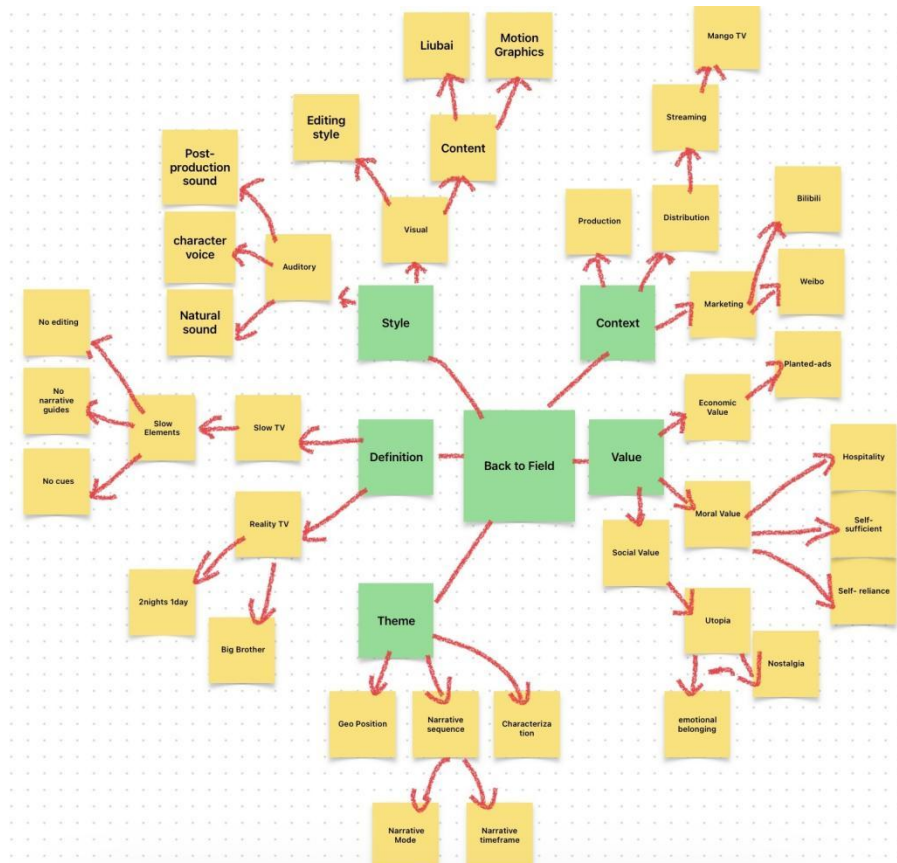 Liubai
Motion
Graphics
Mango TV
Editing
style
Content
Streaming
Post-
production
sound
character
voice
Natural
sound
Auditory
Visual
Production
Distribution
Bilibili
Weibo
Marketing
Style
Context
No editing
No
narrative
guides
No cues
Slow
Elements
Slow TV
Definition
Back to Field
Value
Economic
Value
Planted-ads
Hospitality
Self-
sufficient
Self- reliance
Moral Value
Social Value
Utopia
Nostalgia
emotional
belonging
Reality TV
2nights 1day
Big Brother
Theme
Geo Position
Narrative
sequence
Characteriza
tion
Narrative
Mode
Narrative
timeframe